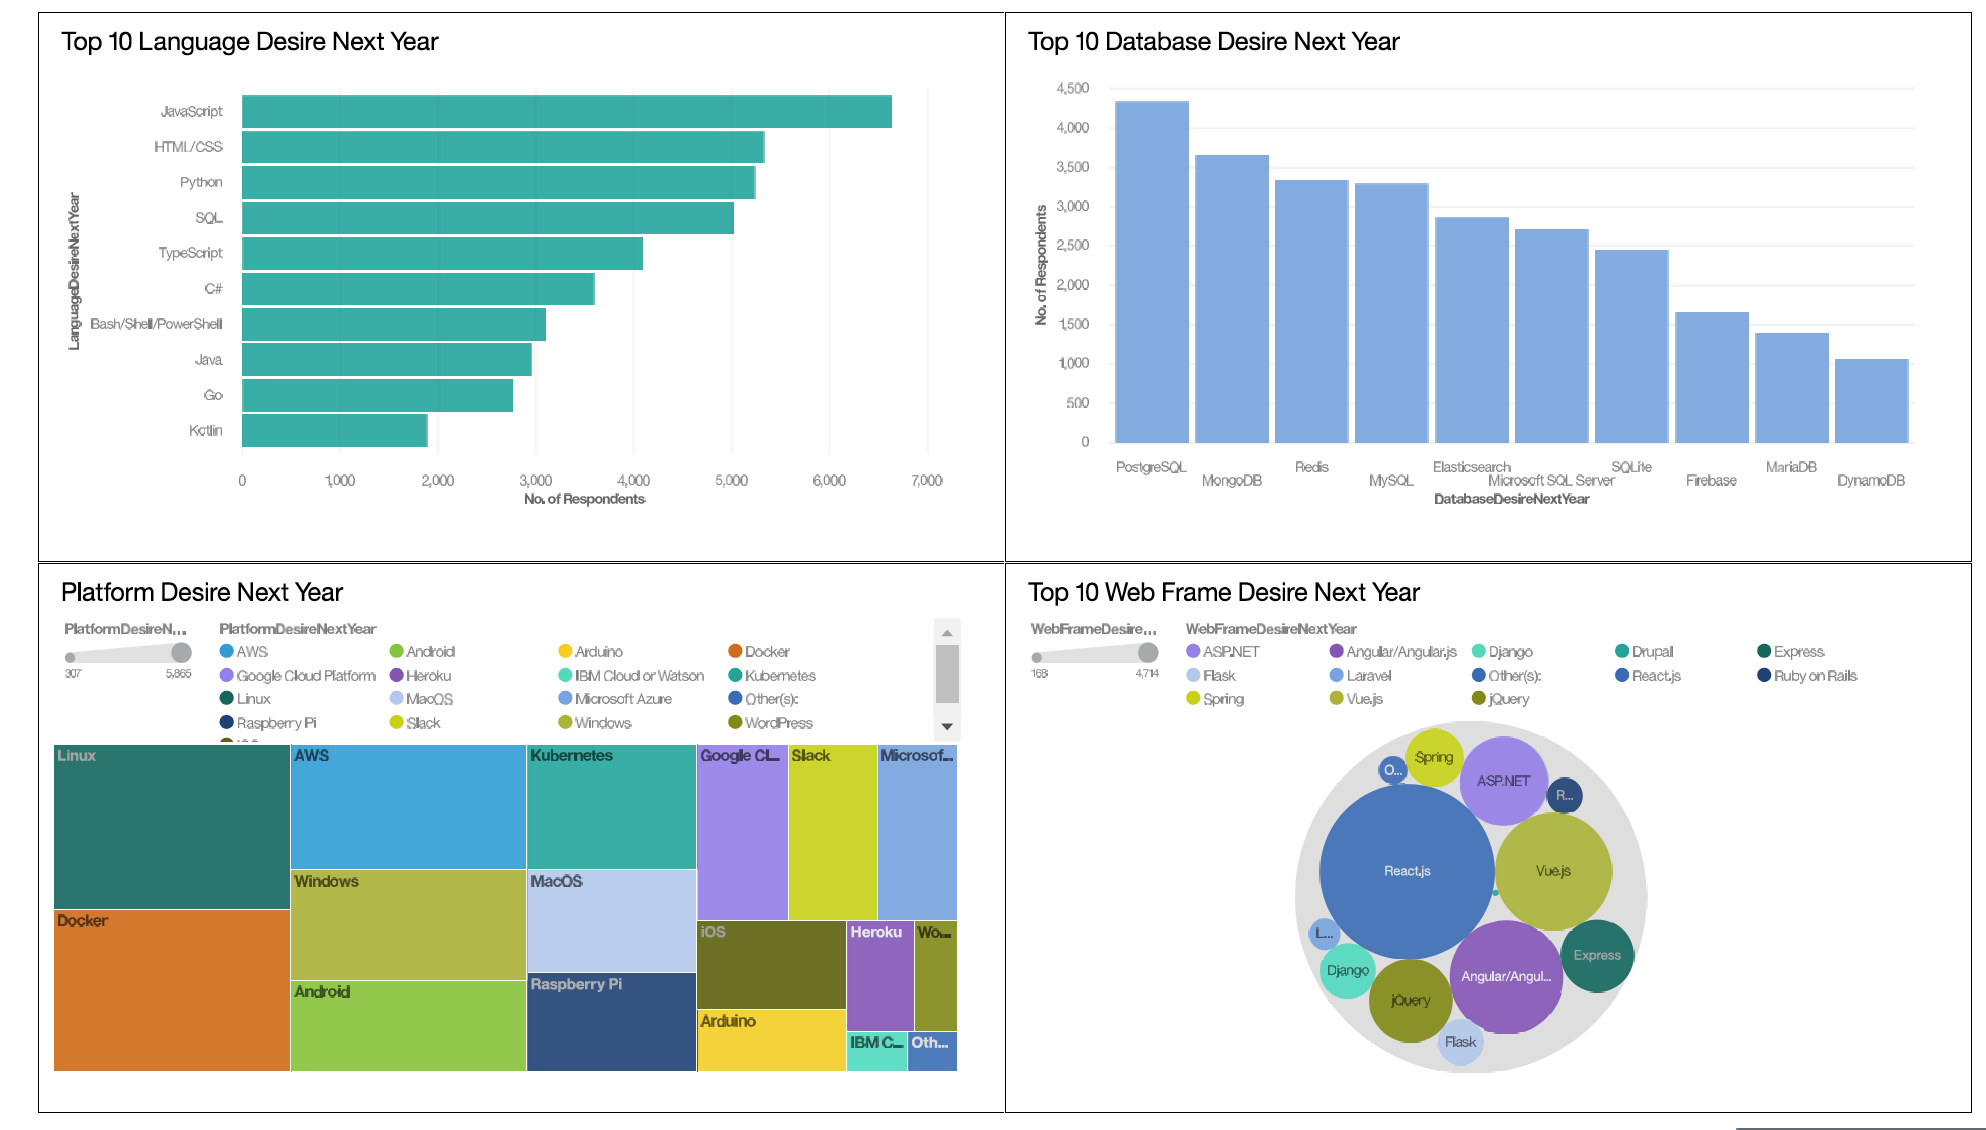 Top 10 Language Desire Next Year
LanguageDesireNextYear
JavaScript
HTML/CSS
Python
SQL
TypeScript
C#
Bash/Shell/PowerShell
Java
Go
Kotlin
0 1,000 2,000 3,000 4,000 5,000 6,000 7,000
No. of Respondents
Top 10 Database Desire Next Year
No. of Respondents
4,500
4,000
3,500
3,000
2,500
2,000
1,500
1,000
500
0
PostgreSQL MongoDB Redis MySQL Elasticsearch Microsoft SQL Server SQLite Firebase MariaDB DynamoDB
DatabaseDesireNextYear
Platform Desire Next Year
PlatformDesireN... PlatformDesireNextYear
307 5,865
AWS Android Arduino Docker
Google Cloud Platform Heroku IBM Cloud or Watson Kubernetes
Linux MacOS Microsoft Azure Other(s):
Raspberry Pi Slack Windows WordPress
Linux AWS Kubernetes Google Cl... Slack Microsof...
Windows MacOS
Docker iOS Heroku Wo...
Android Raspberry Pi
Arduino
IBM C... Oth...
Top 10 Web Frame Desire Next Year
WebFrameDesire... WebFrameDesireNextYear
168 4,714
ASP.NET Angular/Angular.js Django Drupal Express
Flask Laravel Other(s): React.js Ruby on Rails
Spring Vue.js jQuery
Spring
O... ASP.NET
R...
React.js Vue.js
L...
Django Angular/Angul... Express
jQuery
Flask